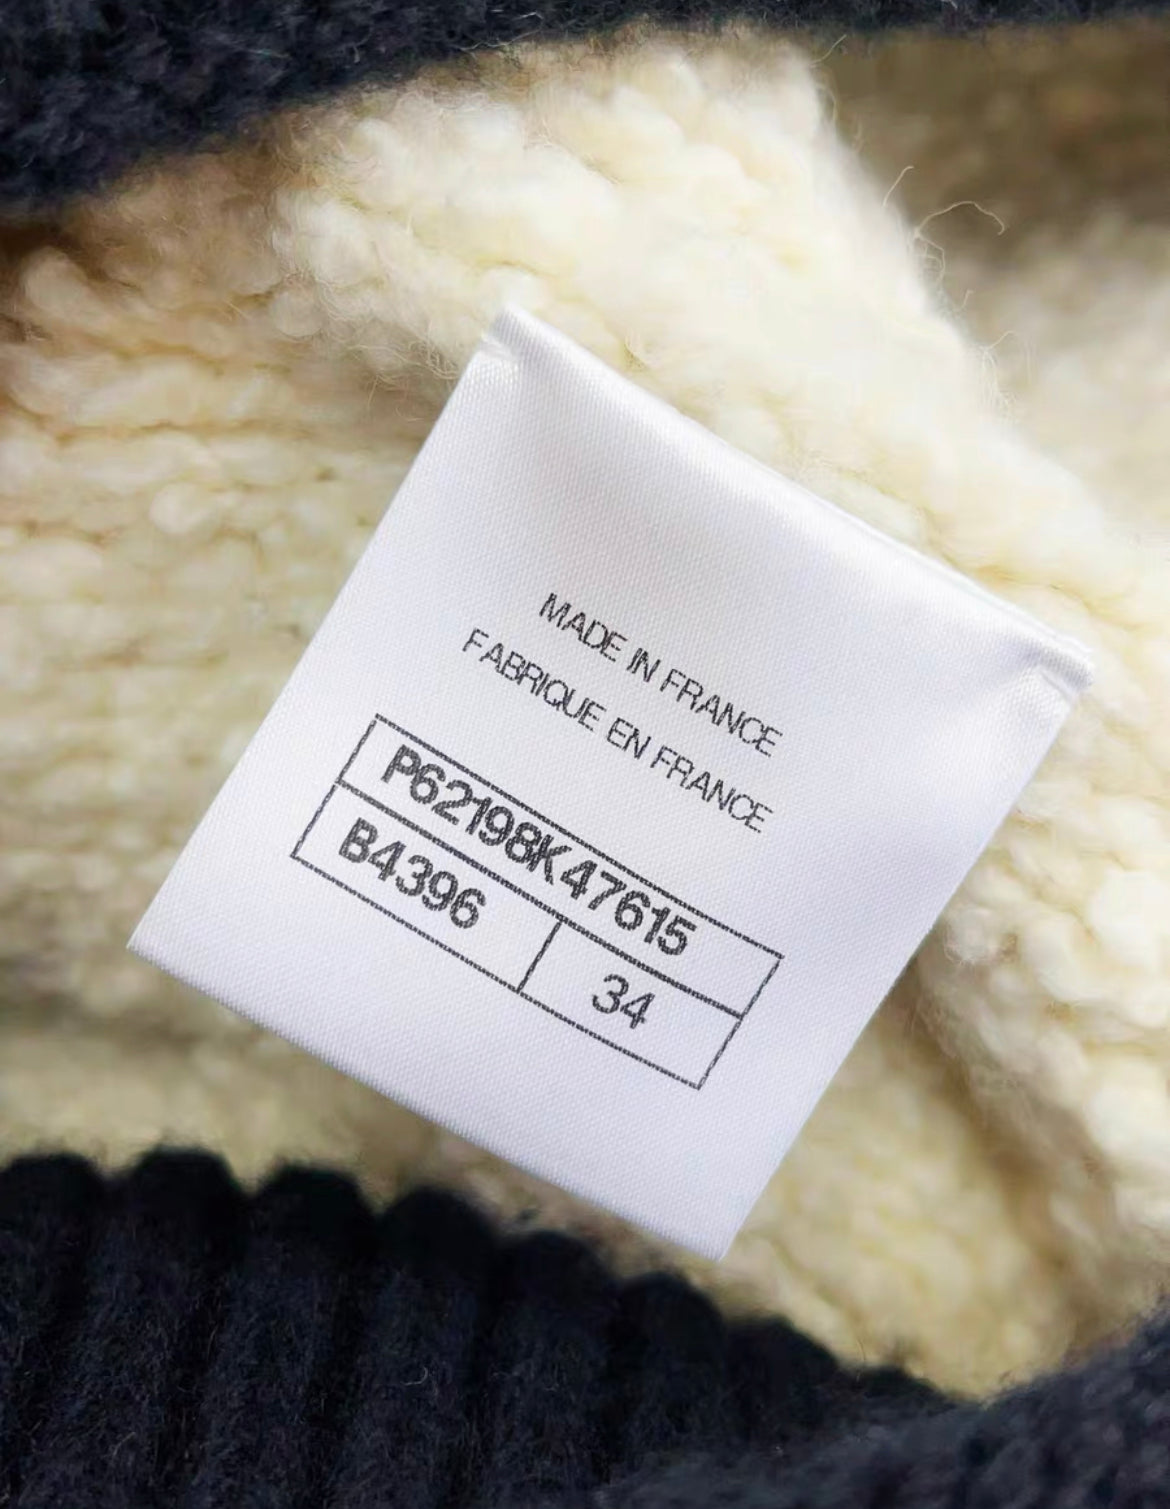 MADE IN FRANCE
FABRIQUE EN FRANCE
P62198K47615
B4396
34